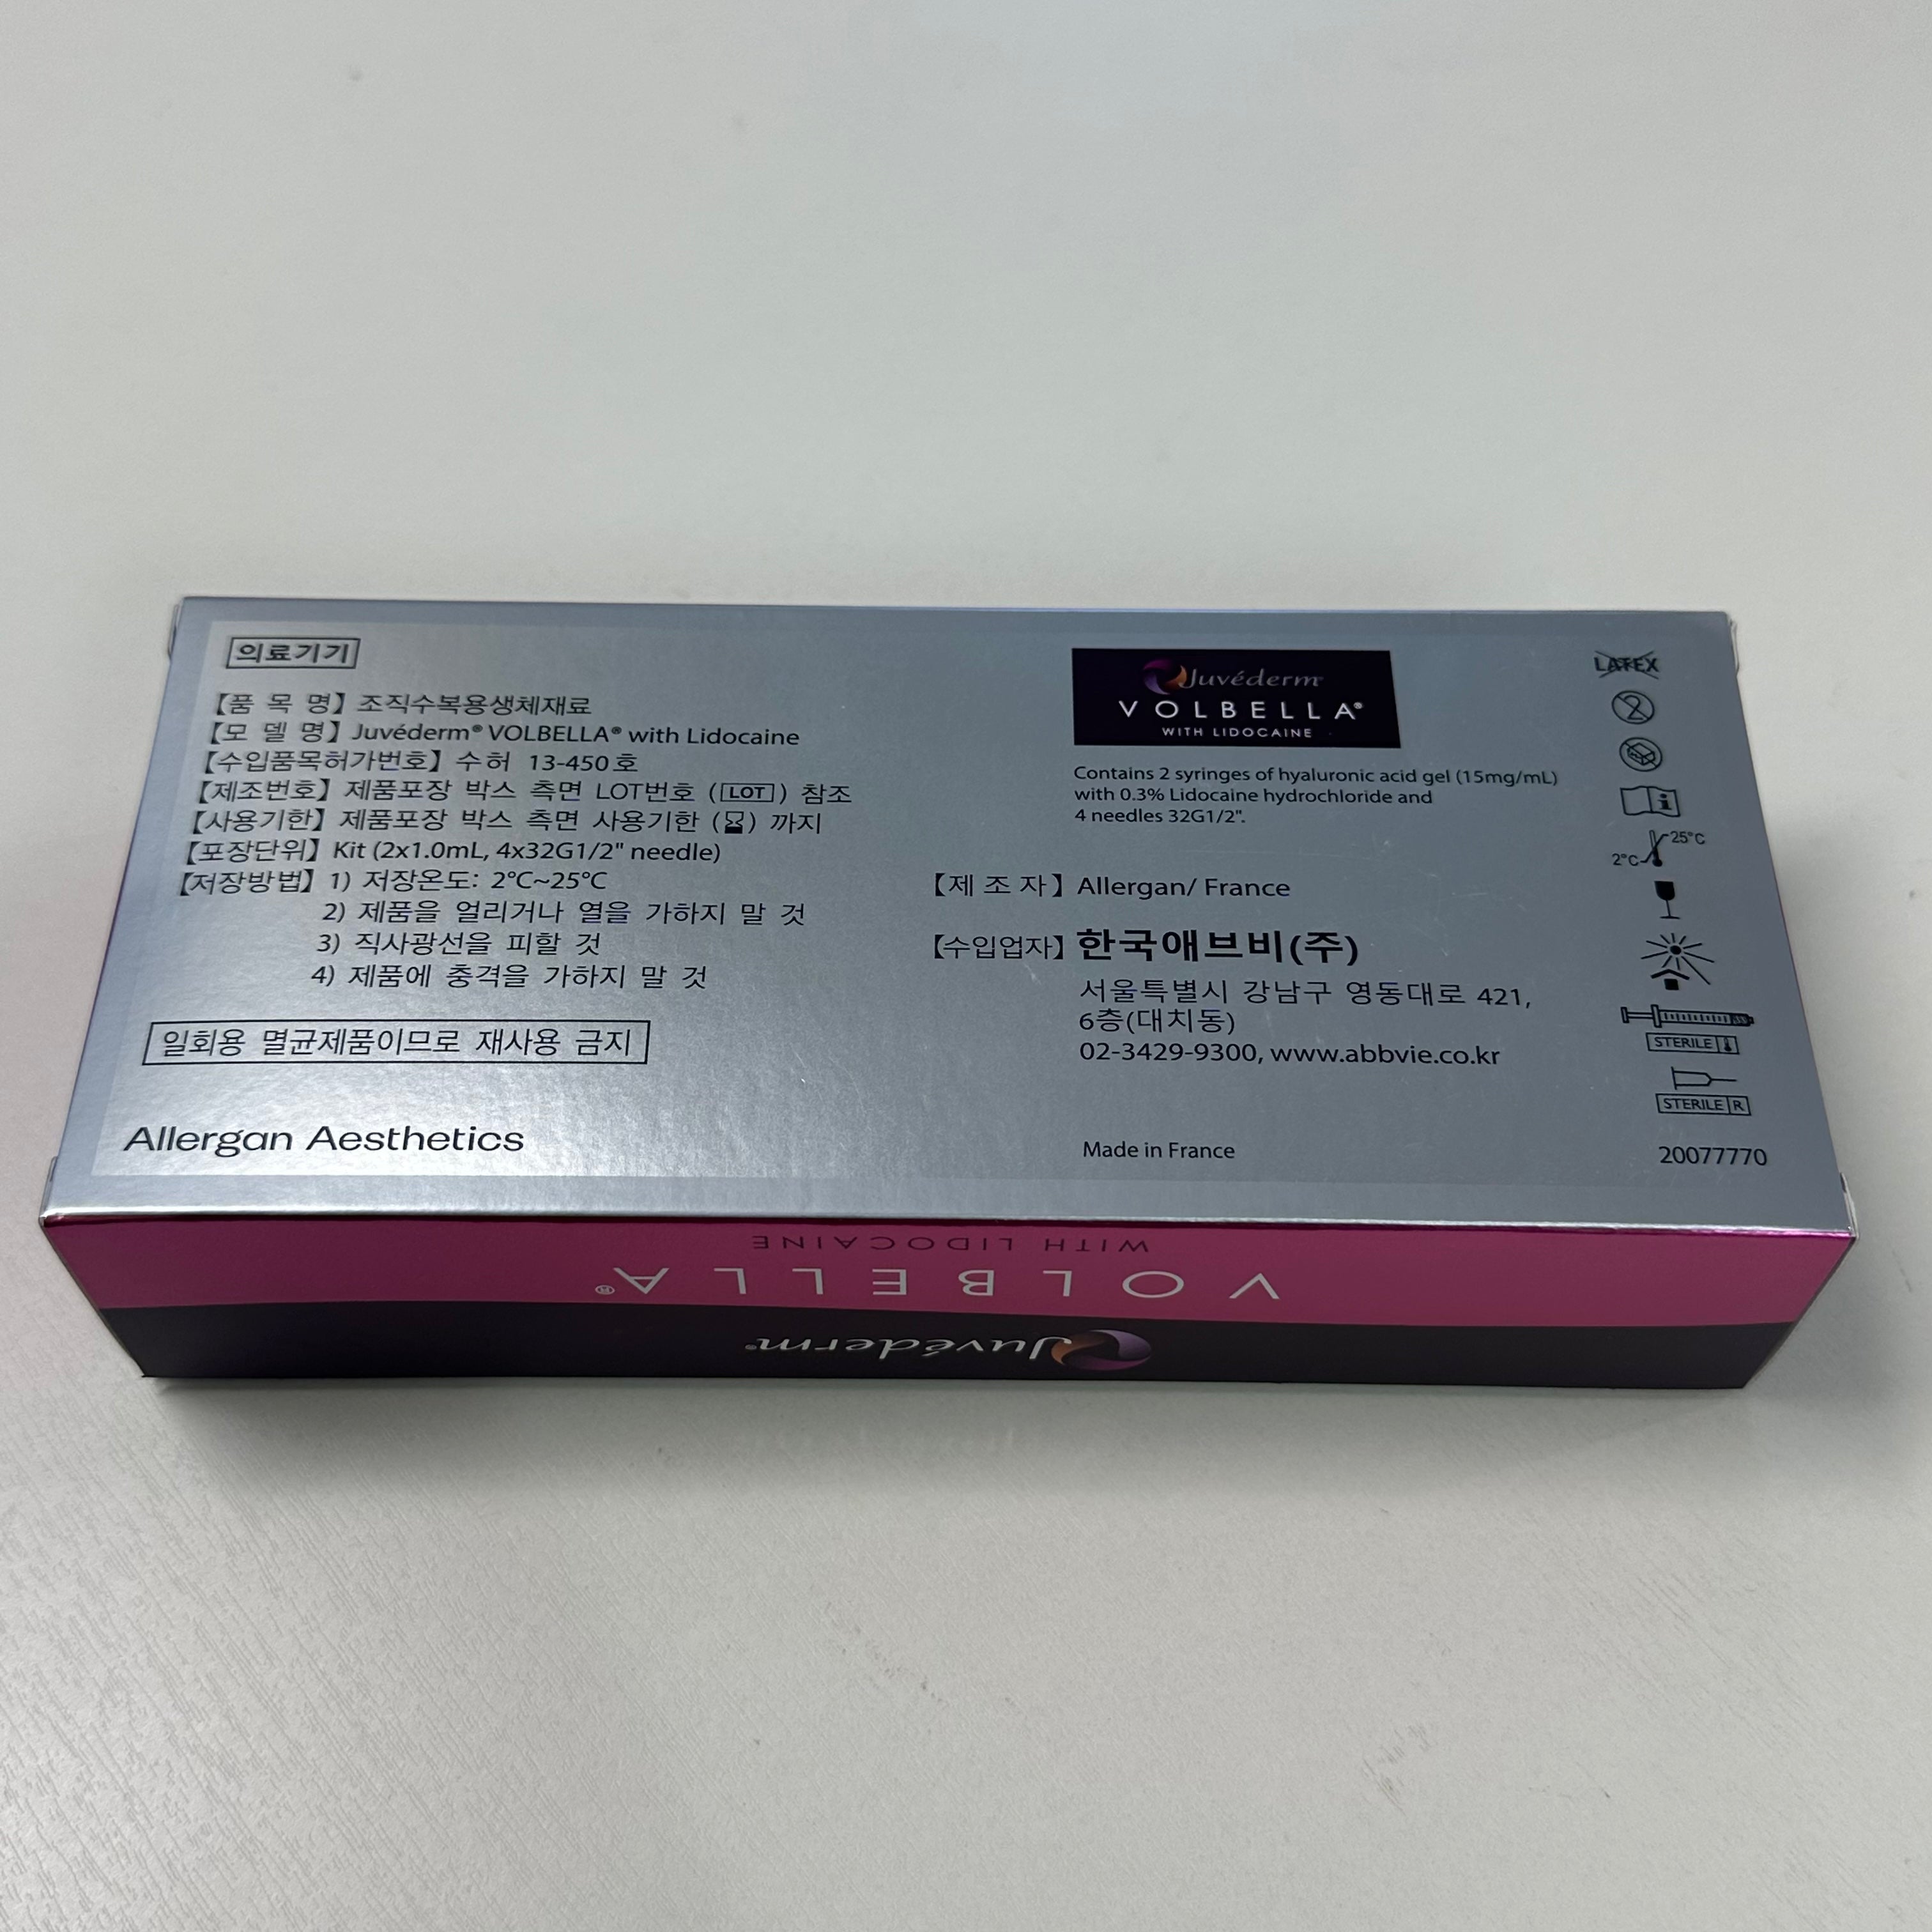 의료기기
【품 목 명】 조직수복용생체재료
【모 델 명】 Juvéderm® VOLBELLA® with Lidocaine
【수입품목허가번호】 수허 13-450호
【제조번호】 제품포장 박스 측면 LOT번호 (LOT) 참조
【사용기한】 제품포장 박스 측면 사용기한 (⌛) 까지
【포장단위】 Kit (2x1.0mL, 4x32G1/2" needle)
【저장방법】 1) 저장온도: 2°C~25°C
2) 제품을 얼리거나 열을 가하지 말 것
3) 직사광선을 피할 것
4) 제품에 충격을 가하지 말 것
일회용 멸균제품이므로 재사용 금지
Allergan Aesthetics
Juvéderm®
VOLBELLA®
WITH LIDOCAINE
Contains 2 syringes of hyaluronic acid gel (15mg/mL)
with 0.3% Lidocaine hydrochloride and
4 needles 32G1/2".
【제 조 자】 Allergan/ France
【수입업자】 한국애브비(주)
서울특별시 강남구 영동대로 421,
6층(대치동)
02-3429-9300, www.abbvie.co.kr
Made in France
LATEX
2
25°C
2°C
STERILE
STERILE R
20077770
Juvéderm®
VOLBELLA®
WITH LIDOCAINE